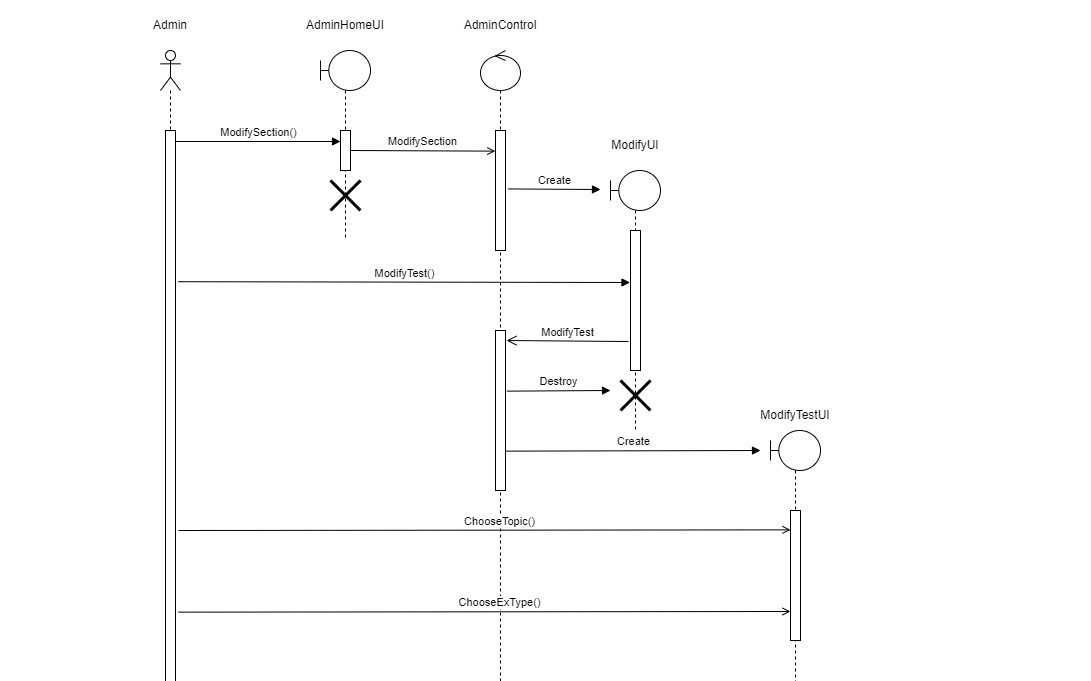 Admin
AdminHomeUI
AdminControl
ModifySection()
ModifySection
ModifyUI
Create
ModifyTest()
ModifyTest
Destroy
ModifyTestUI
Create
ChooseTopic()
ChooseExType()